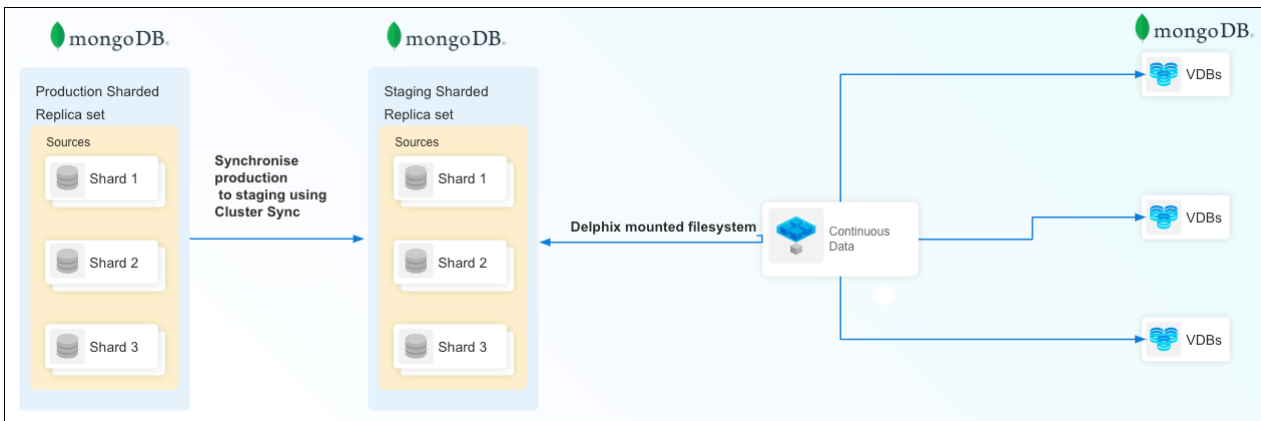 mongoDB.
Production Sharded
Replica set
Sources
Shard 1
Shard 2
Shard 3
Synchronise
production
to staging using
Cluster Sync
mongoDB.
Staging Sharded
Replica set
Sources
Shard 1
Shard 2
Shard 3
Delphix mounted filesystem
Continuous
Data
mongoDB.
VDBs
VDBs
VDBs